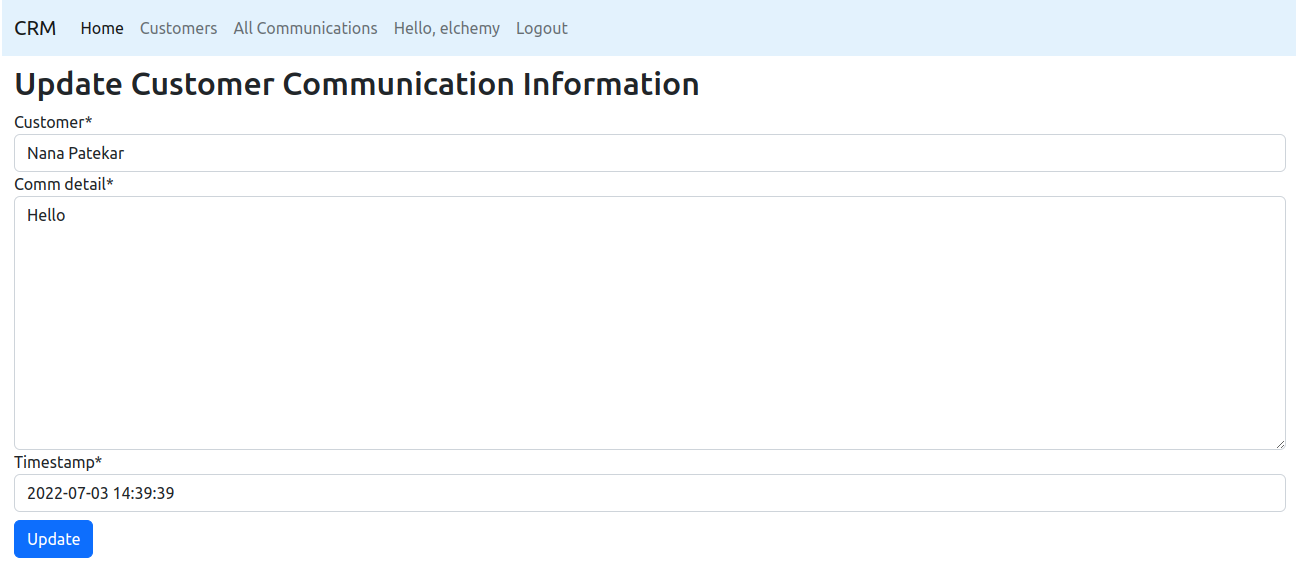 CRM Home Customers All Communications Hello, elchemy Logout
Update Customer Communication Information
Customer*
Nana Patekar
Comm detail*
Hello
Timestamp*
2022-07-03 14:39:39
Update